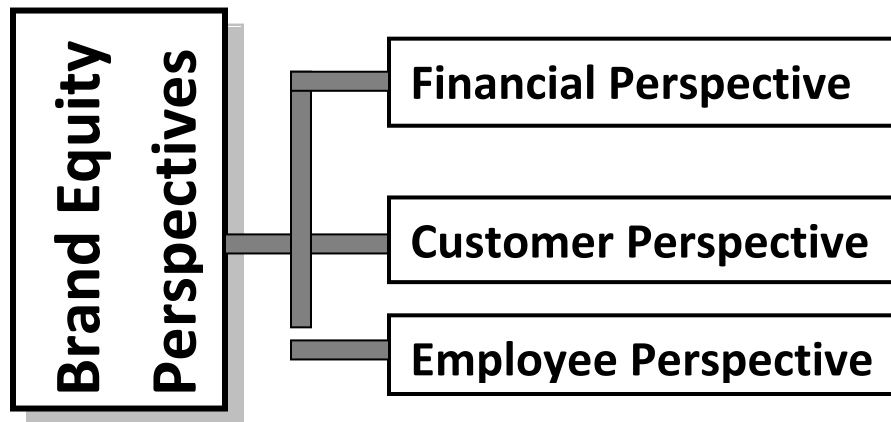 Brand Equity
Perspectives
Financial Perspective
Customer Perspective
Employee Perspective